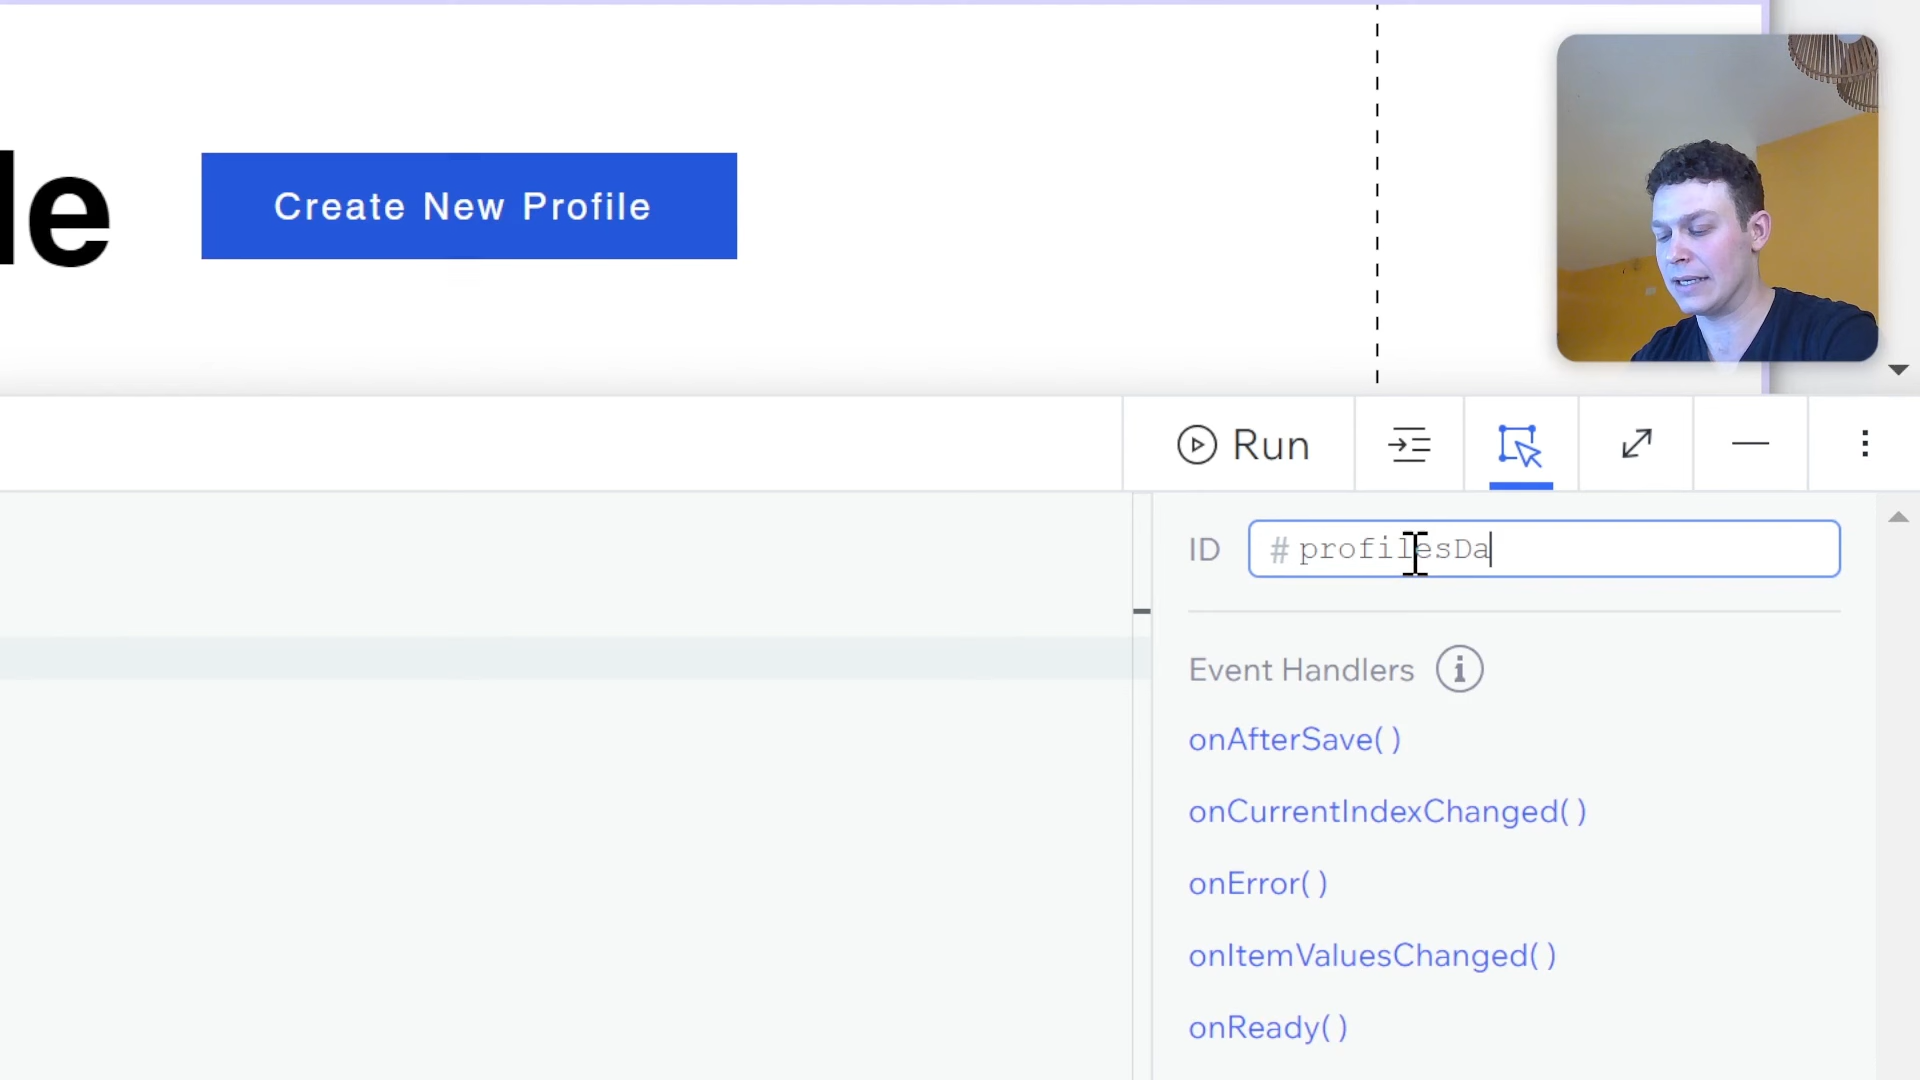 le
Create New Profile
Run
ID
# profilesDa
Event Handlers
onAfterSave( )
onCurrentIndexChanged( )
onError( )
onItemValuesChanged( )
onReady( )